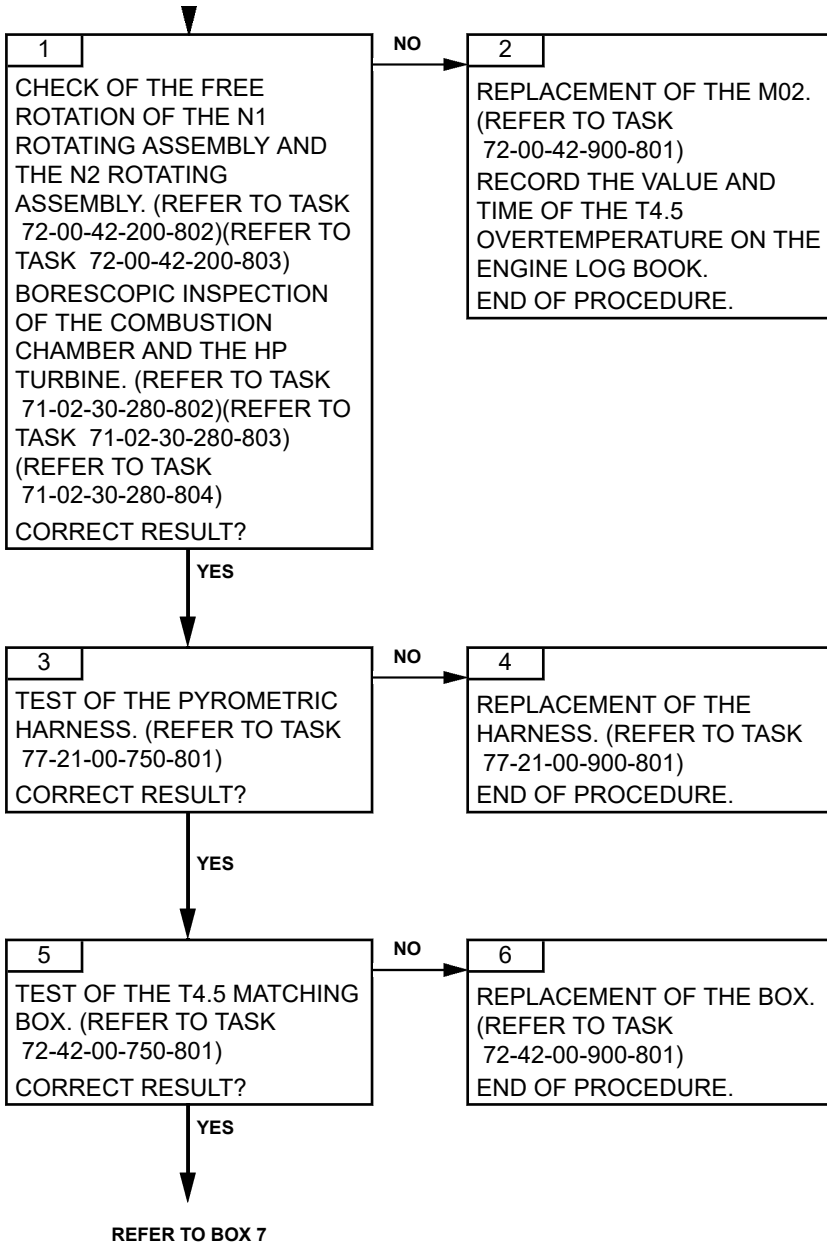 1
CHECK OF THE FREE
ROTATION OF THE N1
ROTATING ASSEMBLY AND
THE N2 ROTATING
ASSEMBLY. (REFER TO TASK
72-00-42-200-802)(REFER TO
TASK 72-00-42-200-803)
BORESCOPIC INSPECTION
OF THE COMBUSTION
CHAMBER AND THE HP
TURBINE. (REFER TO TASK
71-02-30-280-802)(REFER TO
TASK 71-02-30-280-803)
(REFER TO TASK
71-02-30-280-804)
CORRECT RESULT?
NO
2
REPLACEMENT OF THE M02.
(REFER TO TASK
72-00-42-900-801)
RECORD THE VALUE AND
TIME OF THE T4.5
OVERTEMPERATURE ON THE
ENGINE LOG BOOK.
END OF PROCEDURE.
YES
3
TEST OF THE PYROMETRIC
HARNESS. (REFER TO TASK
77-21-00-750-801)
CORRECT RESULT?
NO
4
REPLACEMENT OF THE
HARNESS. (REFER TO TASK
77-21-00-900-801)
END OF PROCEDURE.
YES
5
TEST OF THE T4.5 MATCHING
BOX. (REFER TO TASK
72-42-00-750-801)
CORRECT RESULT?
NO
6
REPLACEMENT OF THE BOX.
(REFER TO TASK
72-42-00-900-801)
END OF PROCEDURE.
YES
REFER TO BOX 7